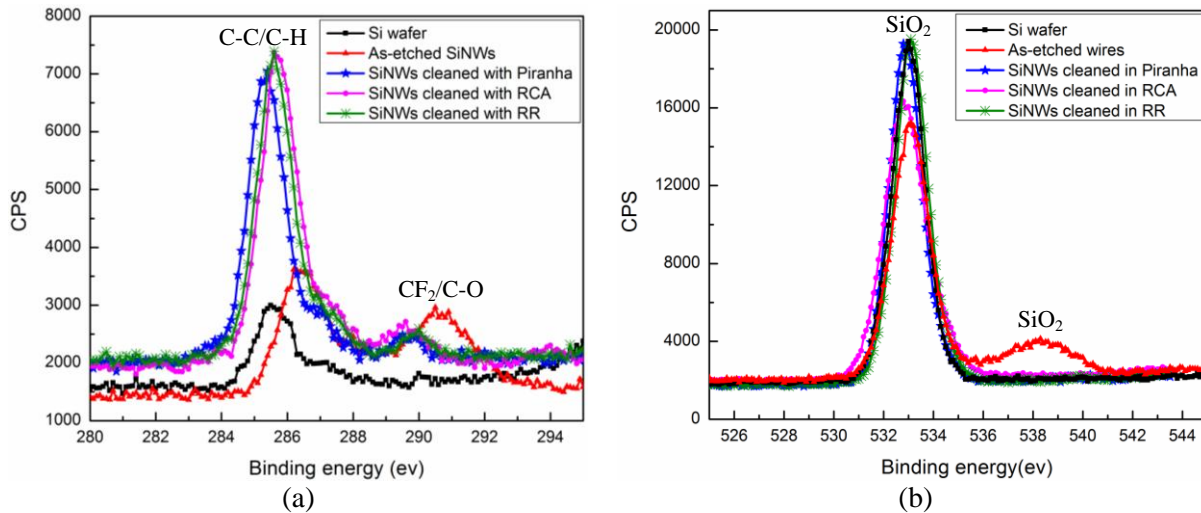 8000
7000
6000
5000
4000
3000
2000
1000
CPS
C-C/C-H
CF₂/C-O
Si wafer
As-etched SiNWs
SiNWs cleaned with Piranha
SiNWs cleaned with RCA
SiNWs cleaned with RR
280 282 284 286 288 290 292 294
Binding energy (ev)
(a)
20000
16000
12000
8000
4000
0
CPS
SiO₂
SiO₂
Si wafer
As-etched wires
SiNWs cleaned in Piranha
SiNWs cleaned in RCA
SiNWs cleaned in RR
526 528 530 532 534 536 538 540 542 544
Binding energy(ev)
(b)